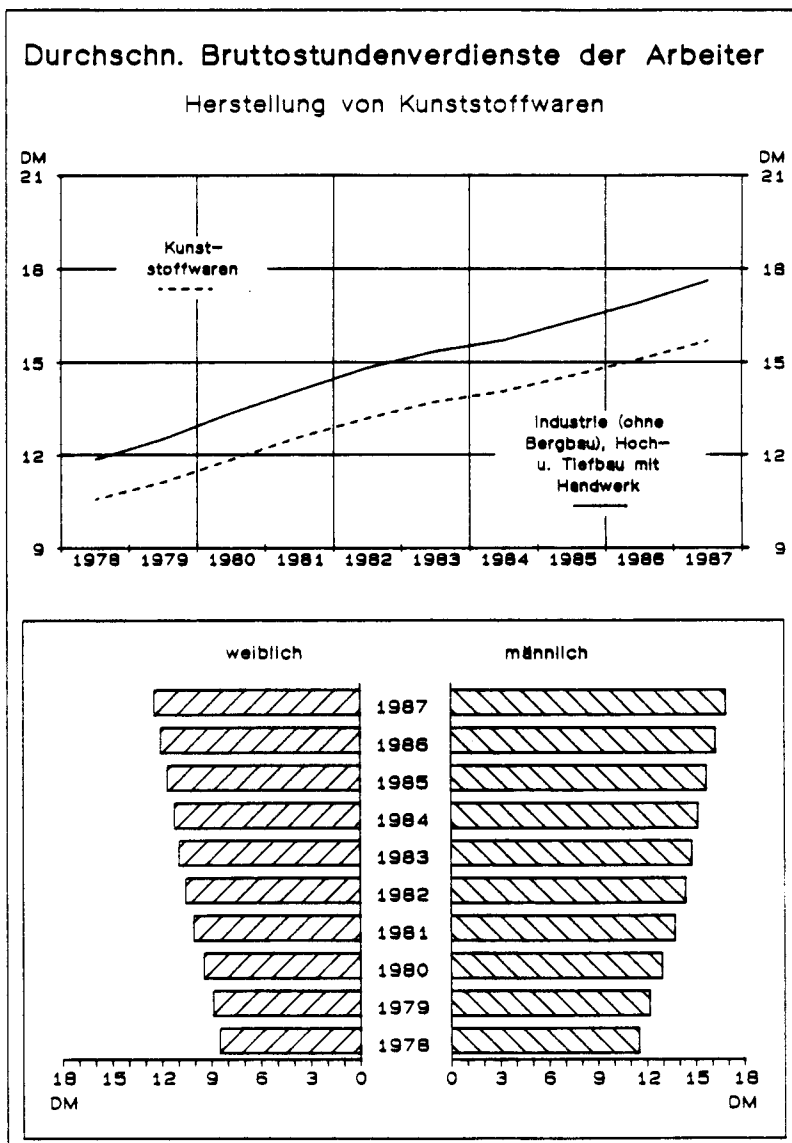 Durchschn. Bruttostundenverdienste der Arbeiter
Herstellung von Kunststoffwaren
DM DM
21 21
Kunst-
stoffwaren
18 18
15 15
Industrie (ohne
Bergbau), Hoch-
u. Tiefbau mit
Handwerk
12 12
9 9
1978 1979 1980 1981 1982 1983 1984 1985 1986 1987
weiblich männlich
1987
1986
1985
1984
1983
1982
1981
1980
1979
1978
18 15 12 9 6 3 0 0 3 6 9 12 15 18
DM DM